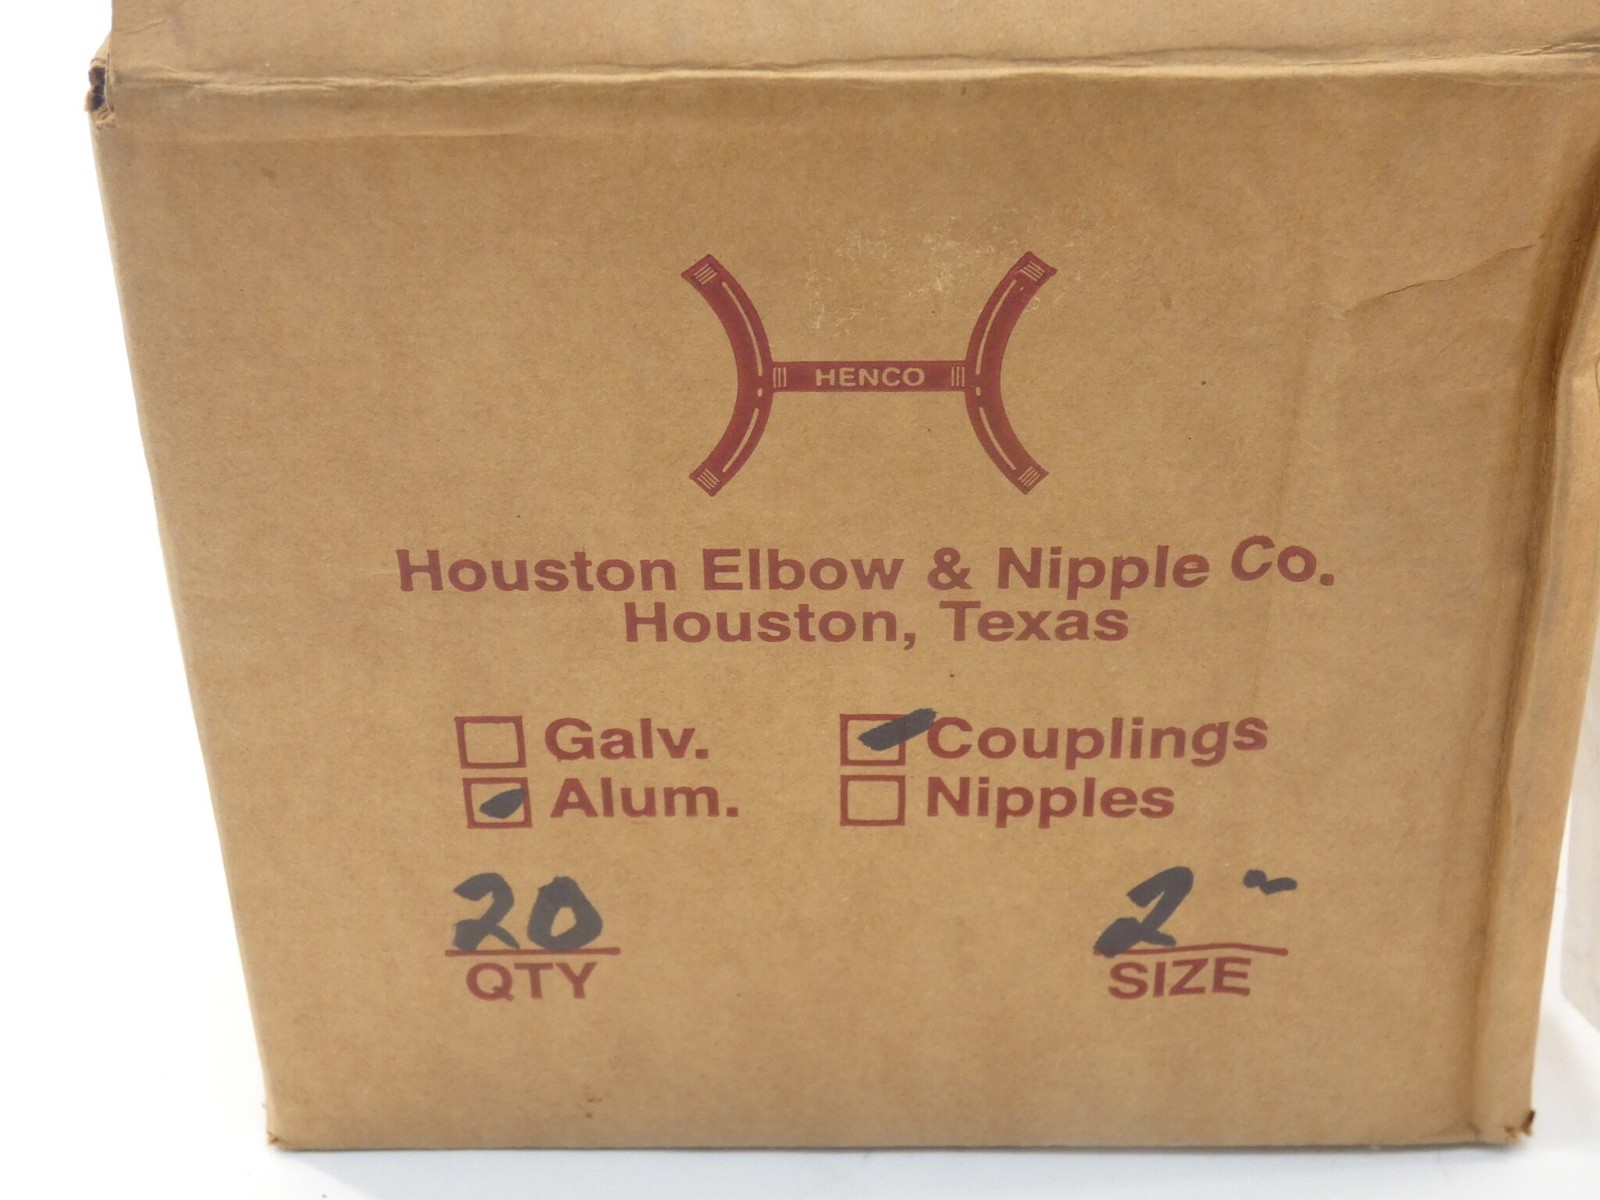 HENCO
Houston Elbow & Nipple Co.
Houston, Texas
Galv. Couplings
Alum. Nipples
20 2"
QTY SIZE